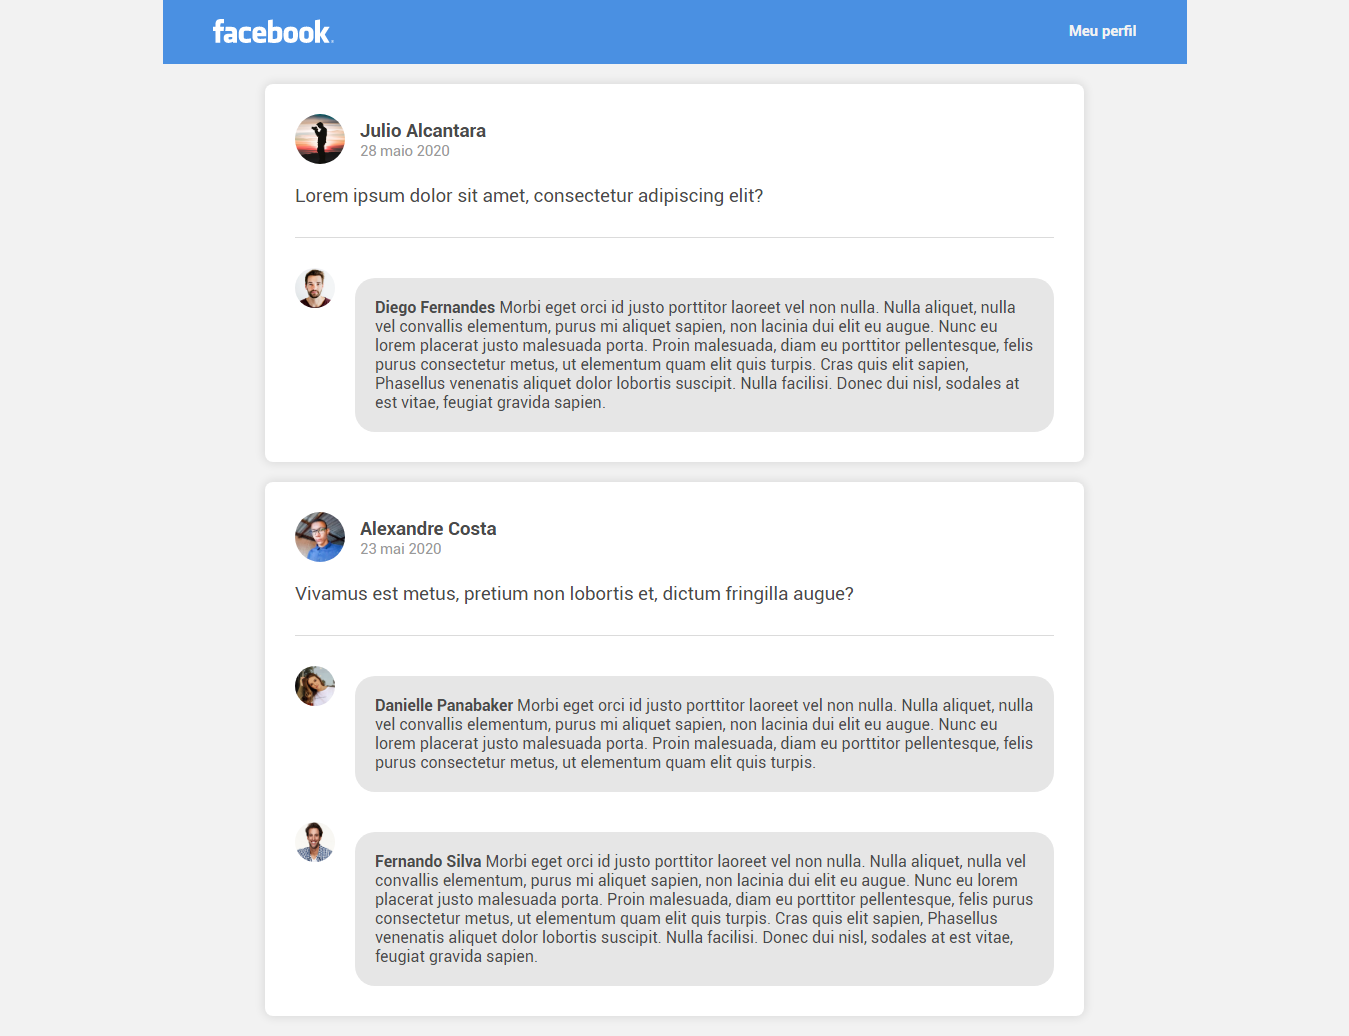 facebook.
Meu perfil
Julio Alcantara
28 maio 2020
Lorem ipsum dolor sit amet, consectetur adipiscing elit?
Diego Fernandes Morbi eget orci id justo porttitor laoreet vel non nulla. Nulla aliquet, nulla
vel convallis elementum, purus mi aliquet sapien, non lacinia dui elit eu augue. Nunc eu
lorem placerat justo malesuada porta. Proin malesuada, diam eu porttitor pellentesque, felis
purus consectetur metus, ut elementum quam elit quis turpis. Cras quis elit sapien,
Phasellus venenatis aliquet dolor lobortis suscipit. Nulla facilisi. Donec dui nisl, sodales at
est vitae, feugiat gravida sapien.
Alexandre Costa
23 mai 2020
Vivamus est metus, pretium non lobortis et, dictum fringilla augue?
Danielle Panabaker Morbi eget orci id justo porttitor laoreet vel non nulla. Nulla aliquet, nulla
vel convallis elementum, purus mi aliquet sapien, non lacinia dui elit eu augue. Nunc eu
lorem placerat justo malesuada porta. Proin malesuada, diam eu porttitor pellentesque, felis
purus consectetur metus, ut elementum quam elit quis turpis.
Fernando Silva Morbi eget orci id justo porttitor laoreet vel non nulla. Nulla aliquet, nulla vel
convallis elementum, purus mi aliquet sapien, non lacinia dui elit eu augue. Nunc eu lorem
placerat justo malesuada porta. Proin malesuada, diam eu porttitor pellentesque, felis purus
consectetur metus, ut elementum quam elit quis turpis. Cras quis elit sapien, Phasellus
venenatis aliquet dolor lobortis suscipit. Nulla facilisi. Donec dui nisl, sodales at est vitae,
feugiat gravida sapien.